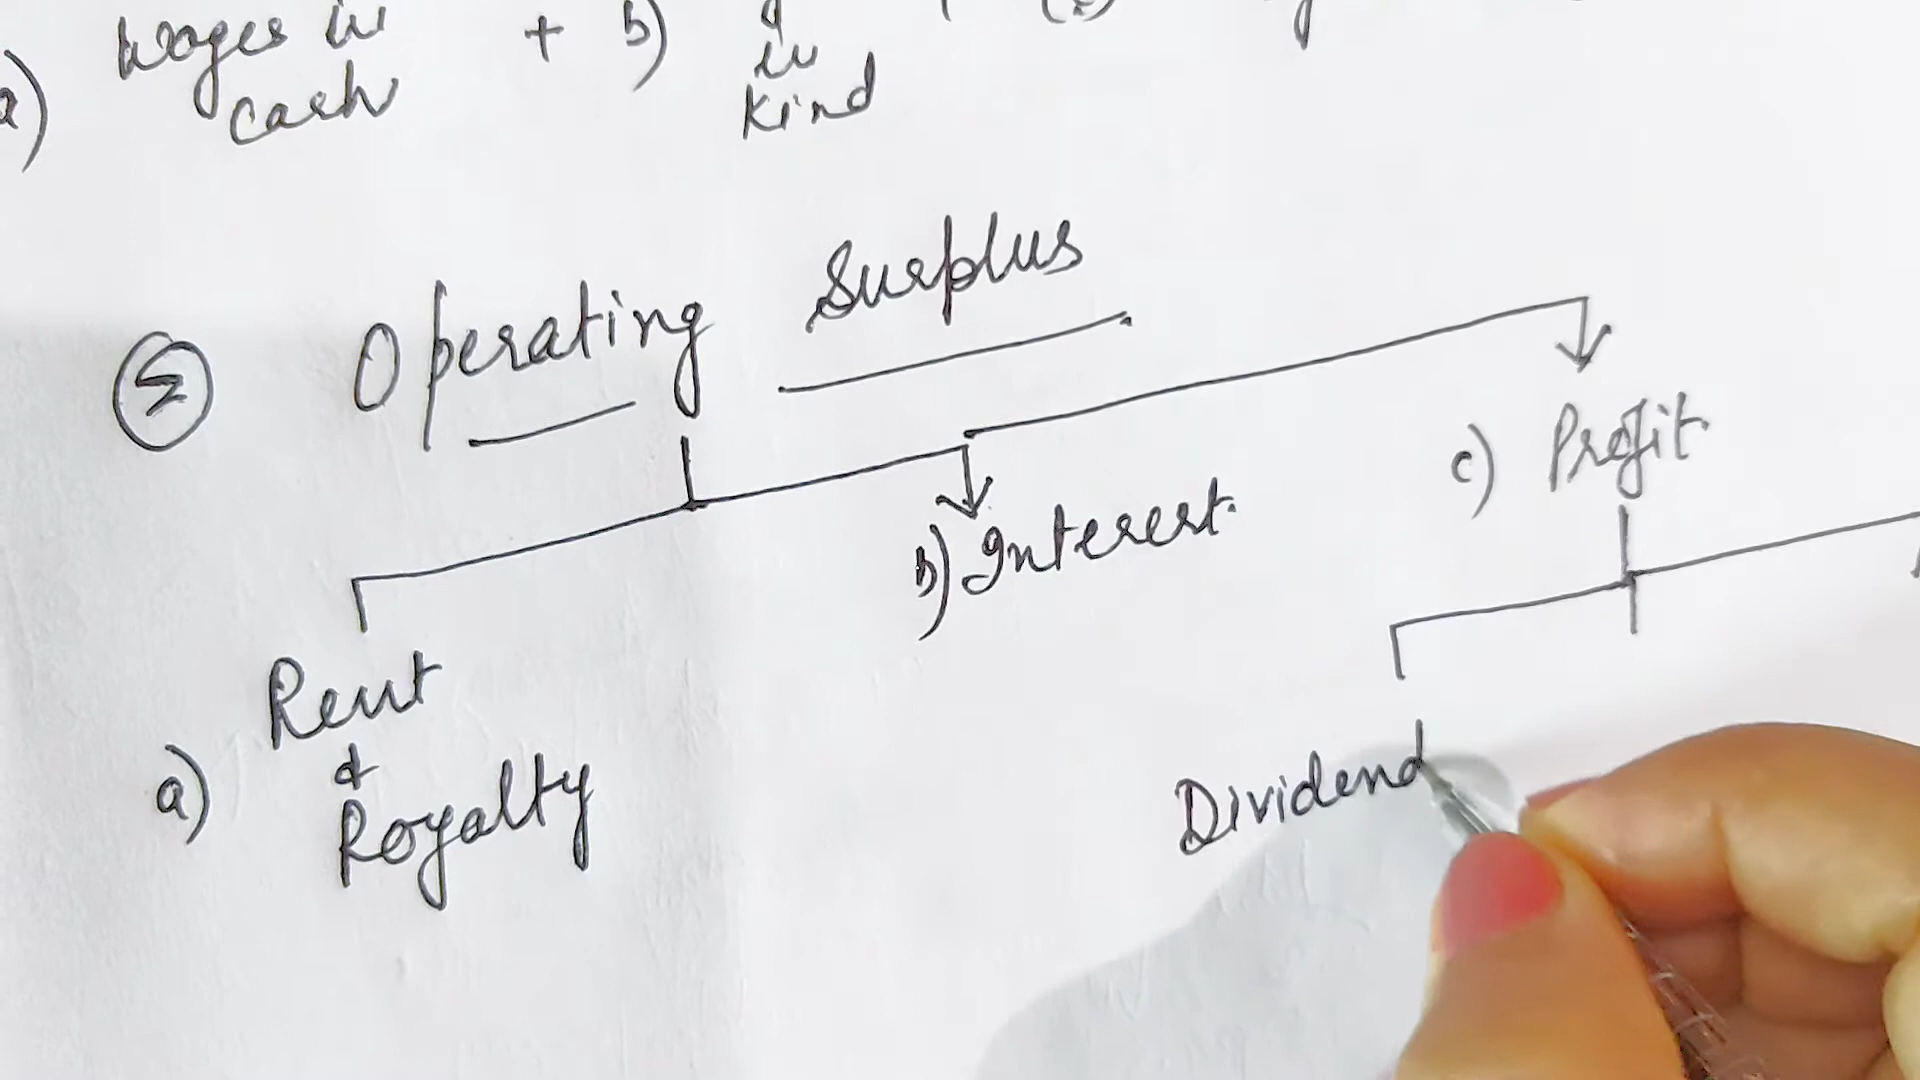 a) Wages in cash + b) in kind
② Operating Surplus
c) Profit
b) Interest
a) Rent & Royalty
Dividend